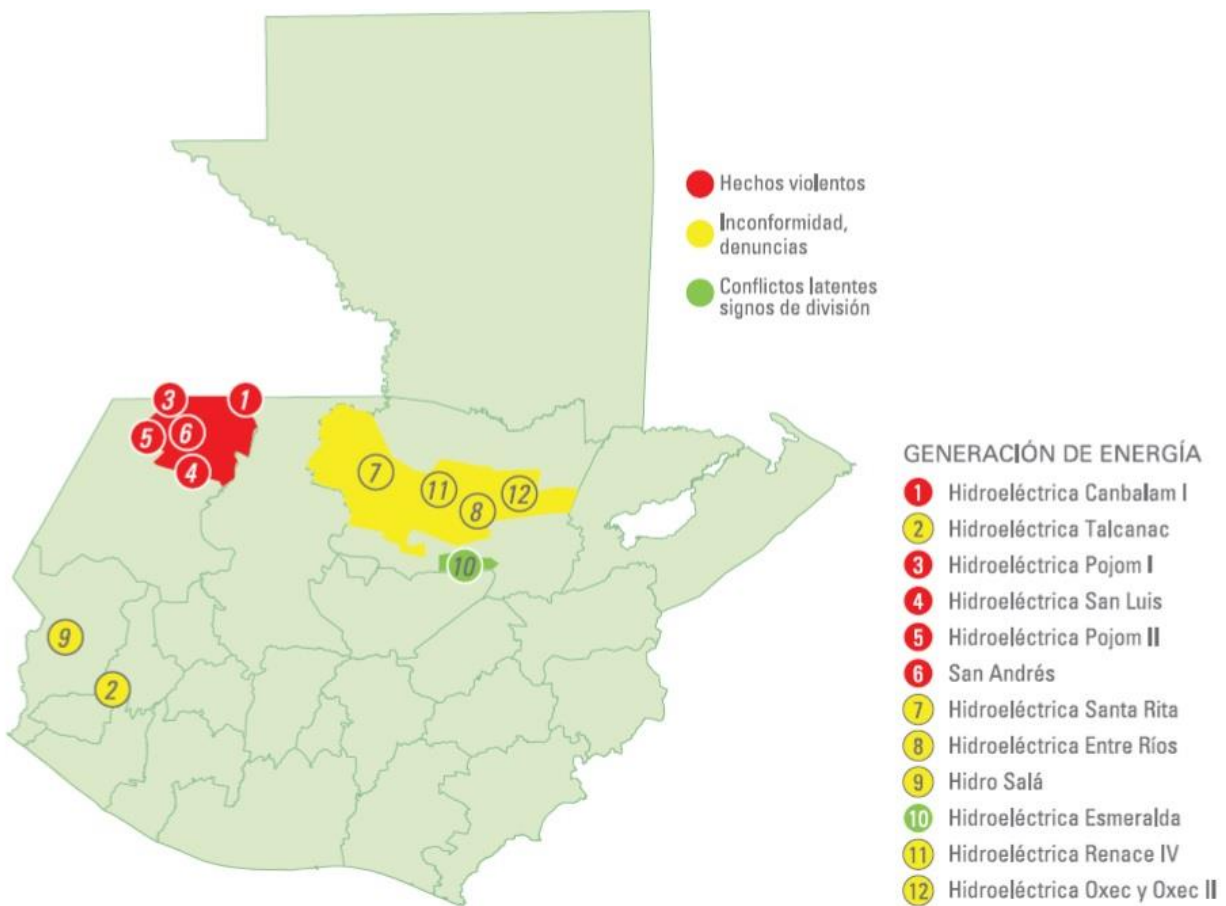 Hechos violentos
Inconformidad,
denuncias
Conflictos latentes
signos de división
3
1
5
6
4
7
11
8
12
10
9
2
GENERACIÓN DE ENERGÍA
1 Hidroeléctrica Canbalam I
2 Hidroeléctrica Talcanac
3 Hidroeléctrica Pojom I
4 Hidroeléctrica San Luis
5 Hidroeléctrica Pojom II
6 San Andrés
7 Hidroeléctrica Santa Rita
8 Hidroeléctrica Entre Ríos
9 Hidro Salá
10 Hidroeléctrica Esmeralda
11 Hidroeléctrica Renace IV
12 Hidroeléctrica Oxec y Oxec II